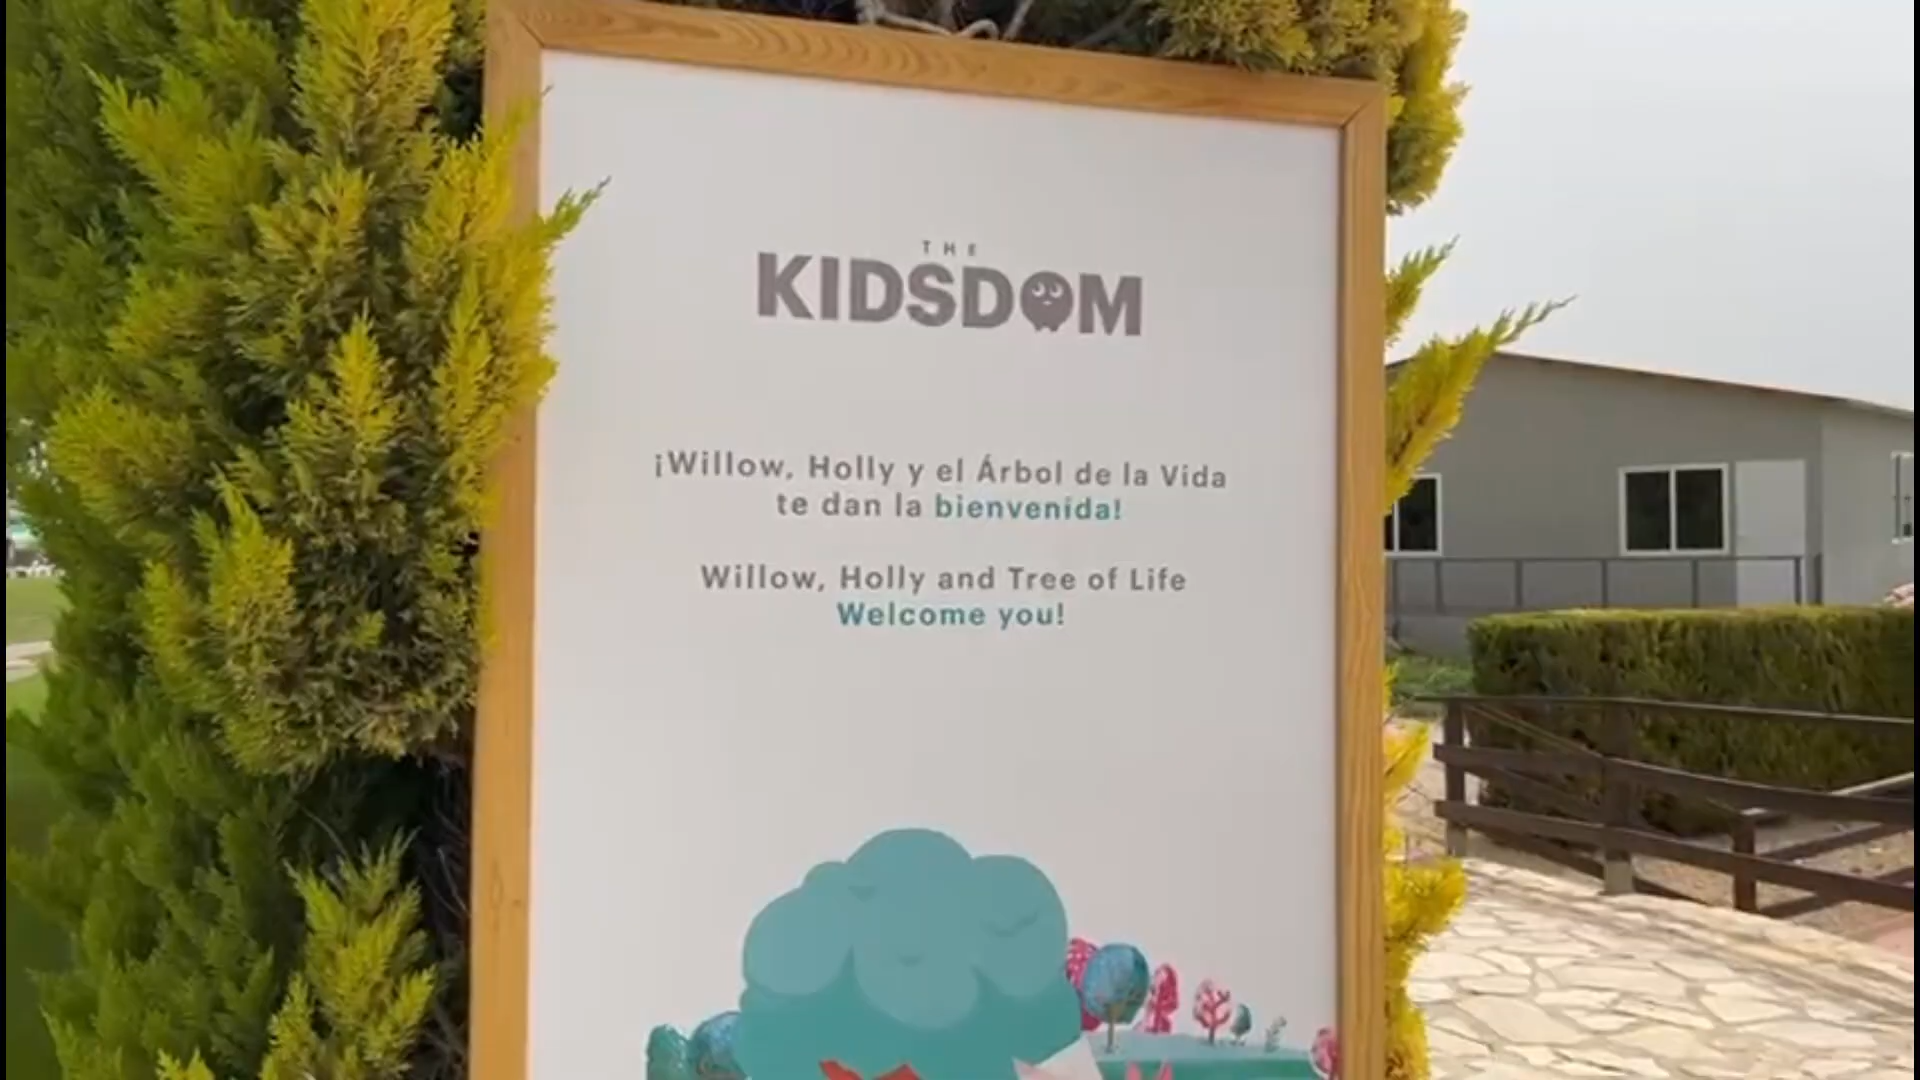 THE
KIDSDOM
¡Willow, Holly y el Árbol de la Vida
te dan la bienvenida!
Willow, Holly and Tree of Life
Welcome you!